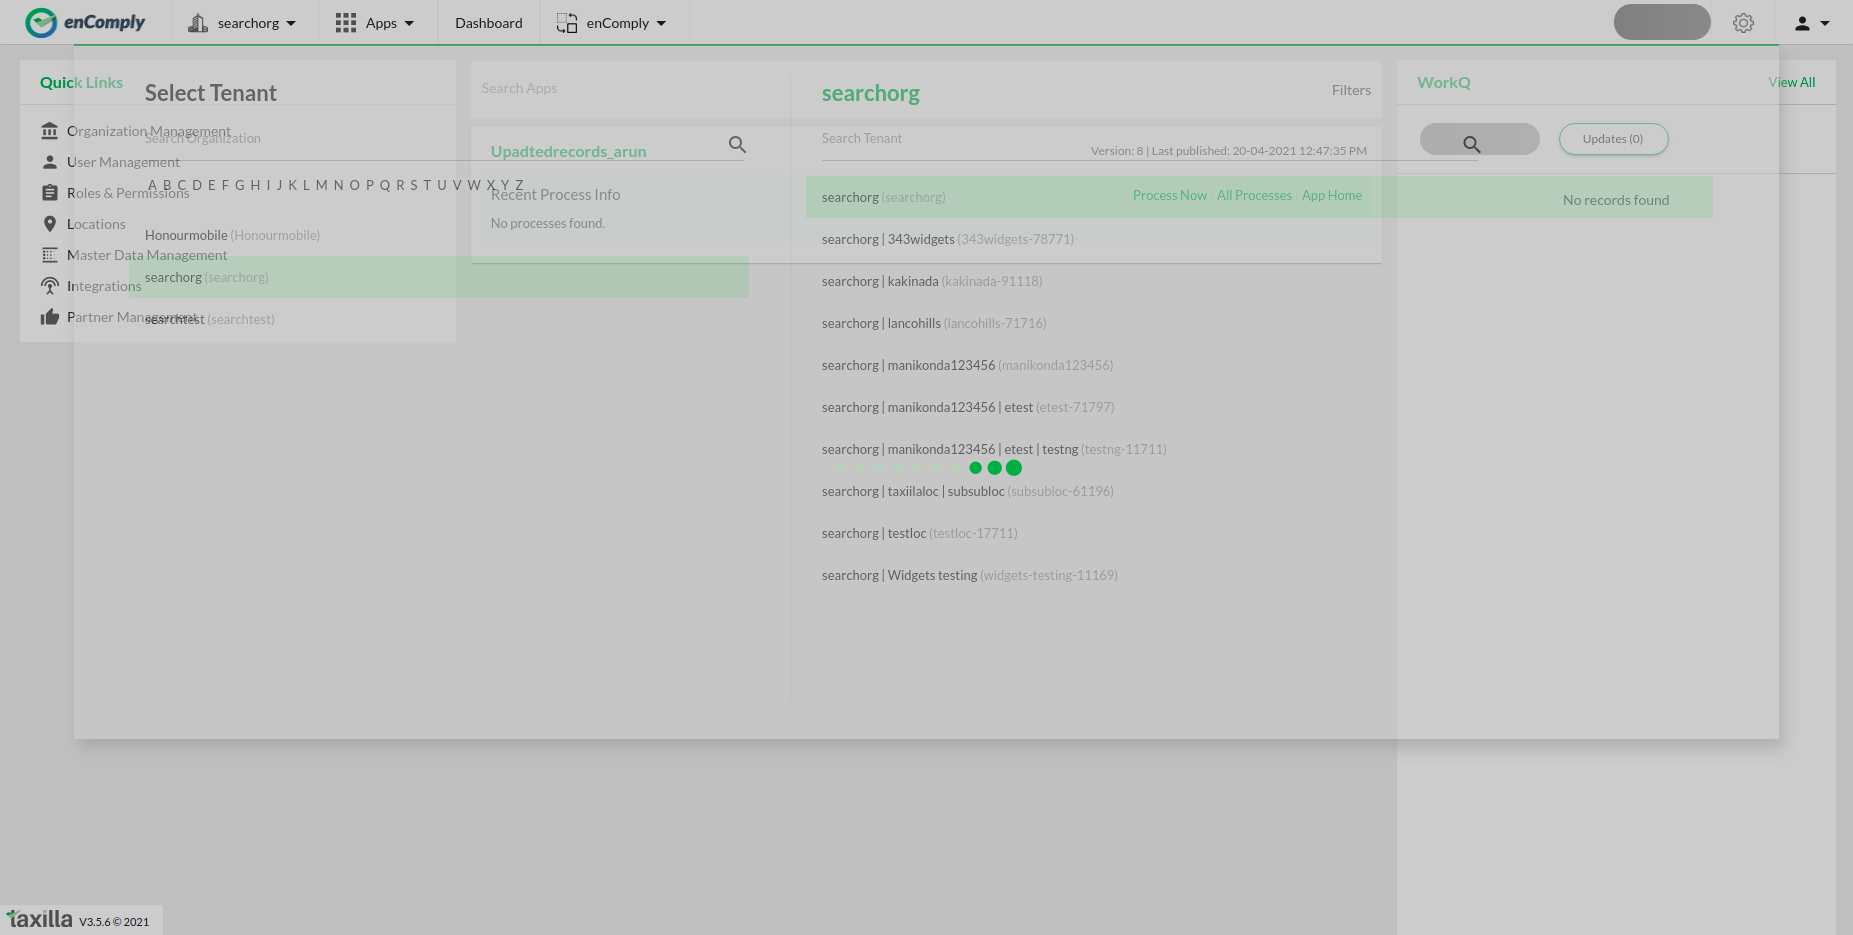 enComply
searchorg
Apps
Dashboard
enComply
Quick Links
Organization Management
User Management
Roles & Permissions
Locations
Master Data Management
Integrations
Partner Management
Select Tenant
Search Organization
A B C D E F G H I J K L M N O P Q R S T U V W X Y Z
Honourmobile (Honourmobile)
searchorg (searchorg)
searchtest (searchtest)
Search Apps
Filters
Upadtedrecords_arun
Version: 8 | Last published: 20-04-2021 12:47:35 PM
Recent Process Info
Process Now | All Processes | App Home
No processes found.
searchorg
Search Tenant
searchorg (searchorg)
searchorg | 343widgets (343widgets-78771)
searchorg | kakinada (kakinada-91118)
searchorg | lancohills (lancohills-71716)
searchorg | manikonda123456 (manikonda123456)
searchorg | manikonda123456 | etest (etest-71797)
searchorg | manikonda123456 | etest | testng (testng-11711)
searchorg | taxiilaloc | subsubloc (subsubloc-61196)
searchorg | testloc (testloc-17711)
searchorg | Widgets testing (widgets-testing-11169)
WorkQ
View All
Updates (0)
No records found
taxilla V3.5.6 © 2021